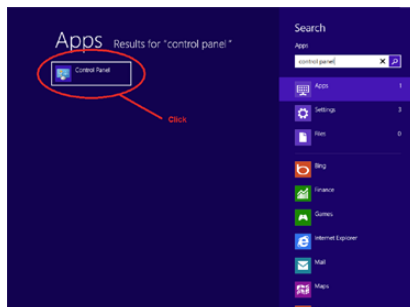 Apps Results for "control panel"
Control Panel
Click
Search
Apps
control panel
Apps 1
Settings 3
Files 0
Bing
Finance
Games
Internet Explorer
Mail
Maps